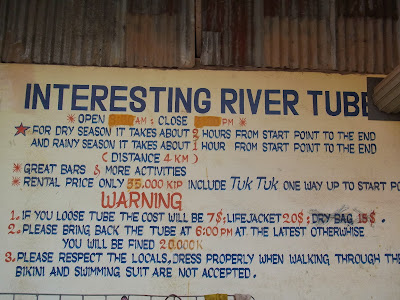 INTERESTING RIVER TUBE
* OPEN AM : CLOSE PM *
★ FOR DRY SEASON IT TAKES ABOUT 2 HOURS FROM START POINT TO THE END
AND RAINY SEASON IT TAKES ABOUT 1 HOUR FROM START POINT TO THE END
( DISTANCE 4 KM )
* GREAT BARS & MORE ACTIVITIES
* RENTAL PRICE ONLY 55.000 KIP INCLUDE TUK TUK ONE WAY UP TO START PO
WARNING
1. IF YOU LOOSE TUBE THE COST WILL BE 7$; LIFEJACKET 20$; DRY BAG 15$.
2. PLEASE BRING BACK THE TUBE AT 6:00 PM AT THE LATEST OTHERWHISE
YOU WILL BE FINED 20.000K
3. PLEASE RESPECT THE LOCALS, DRESS PROPERLY WHEN WALKING THROUGH THE
BIKINI AND SWIMMING SUIT ARE NOT ACCEPTED.